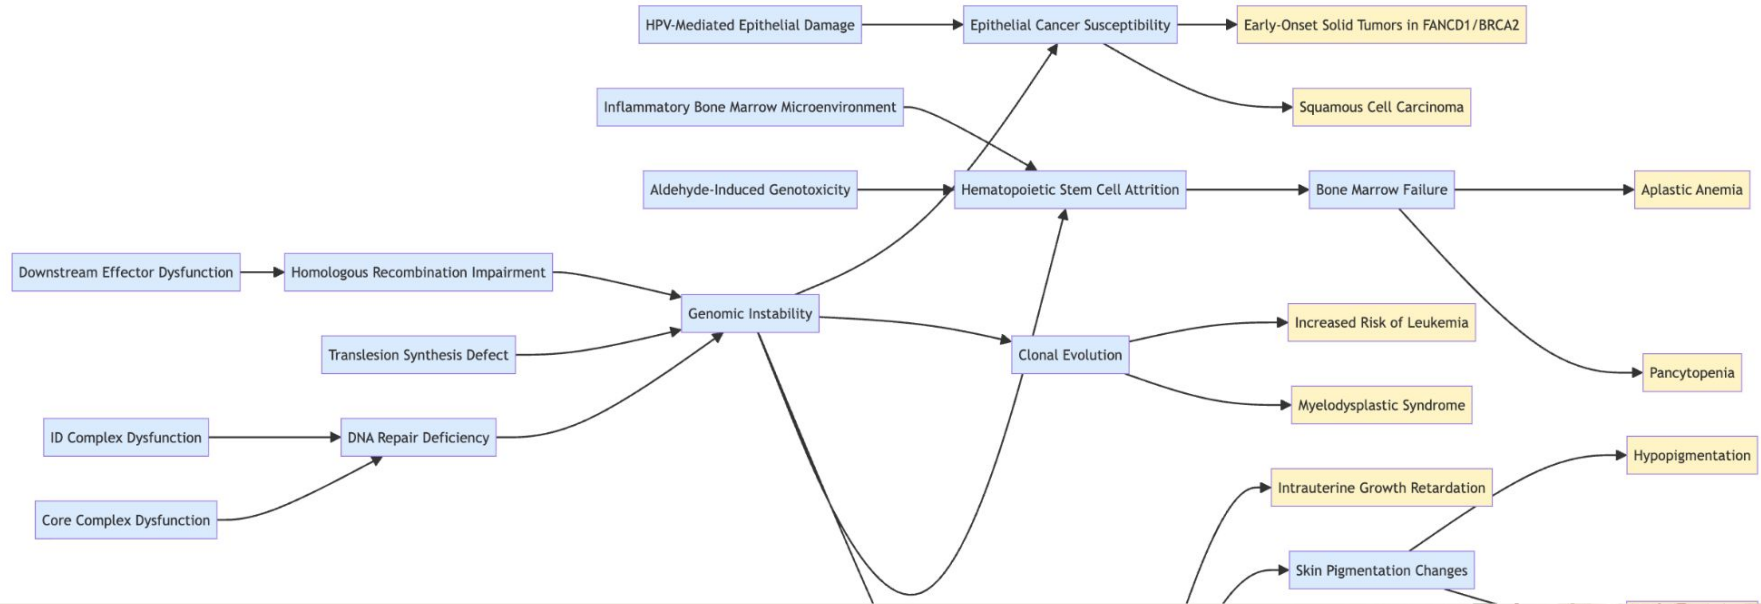 HPV-Mediated Epithelial Damage
Epithelial Cancer Susceptibility
Early-Onset Solid Tumors in FANCD1/BRCA2
Inflammatory Bone Marrow Microenvironment
Squamous Cell Carcinoma
Aldehyde-Induced Genotoxicity
Hematopoietic Stem Cell Attrition
Bone Marrow Failure
Aplastic Anemia
Downstream Effector Dysfunction
Homologous Recombination Impairment
Genomic Instability
Increased Risk of Leukemia
Translesion Synthesis Defect
Clonal Evolution
Pancytopenia
Myelodysplastic Syndrome
ID Complex Dysfunction
DNA Repair Deficiency
Hypopigmentation
Intrauterine Growth Retardation
Core Complex Dysfunction
Skin Pigmentation Changes